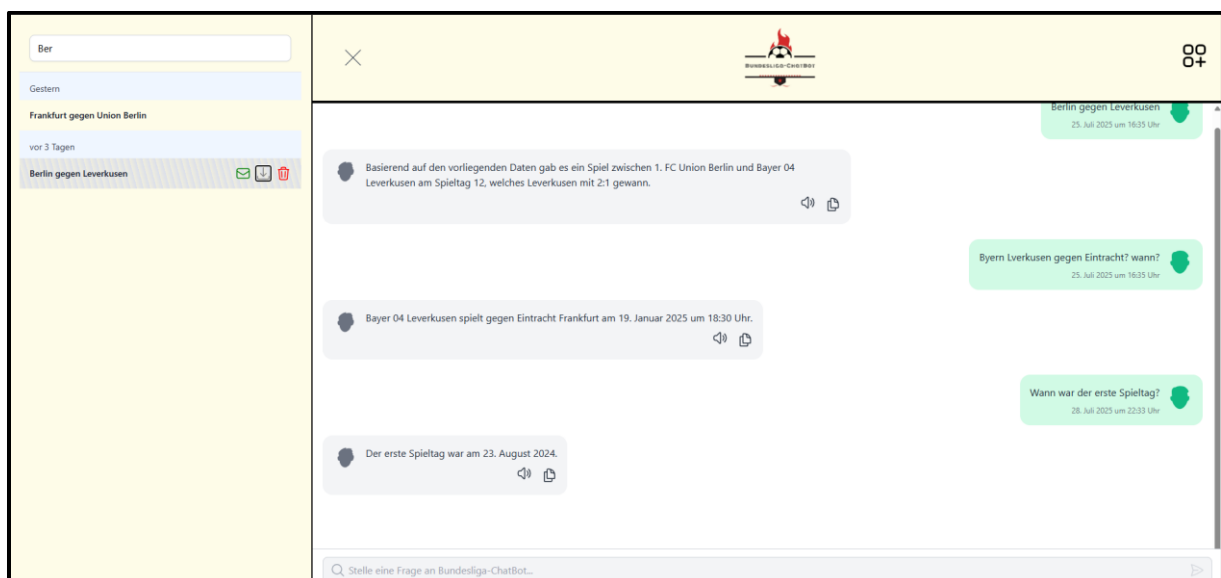 Ber
Gestern
Frankfurt gegen Union Berlin
vor 3 Tagen
Berlin gegen Leverkusen
BUNDESLIGA-CHATBOT
Berlin gegen Leverkusen
25. Juli 2025 um 16:35 Uhr
Basierend auf den vorliegenden Daten gab es ein Spiel zwischen 1. FC Union Berlin und Bayer 04
Leverkusen am Spieltag 12, welches Leverkusen mit 2:1 gewann.
Byern Lverkusen gegen Eintracht? wann?
25. Juli 2025 um 16:35 Uhr
Bayer 04 Leverkusen spielt gegen Eintracht Frankfurt am 19. Januar 2025 um 18:30 Uhr.
Wann war der erste Spieltag?
28. Juli 2025 um 22:33 Uhr
Der erste Spieltag war am 23. August 2024.
Stelle eine Frage an Bundesliga-ChatBot...